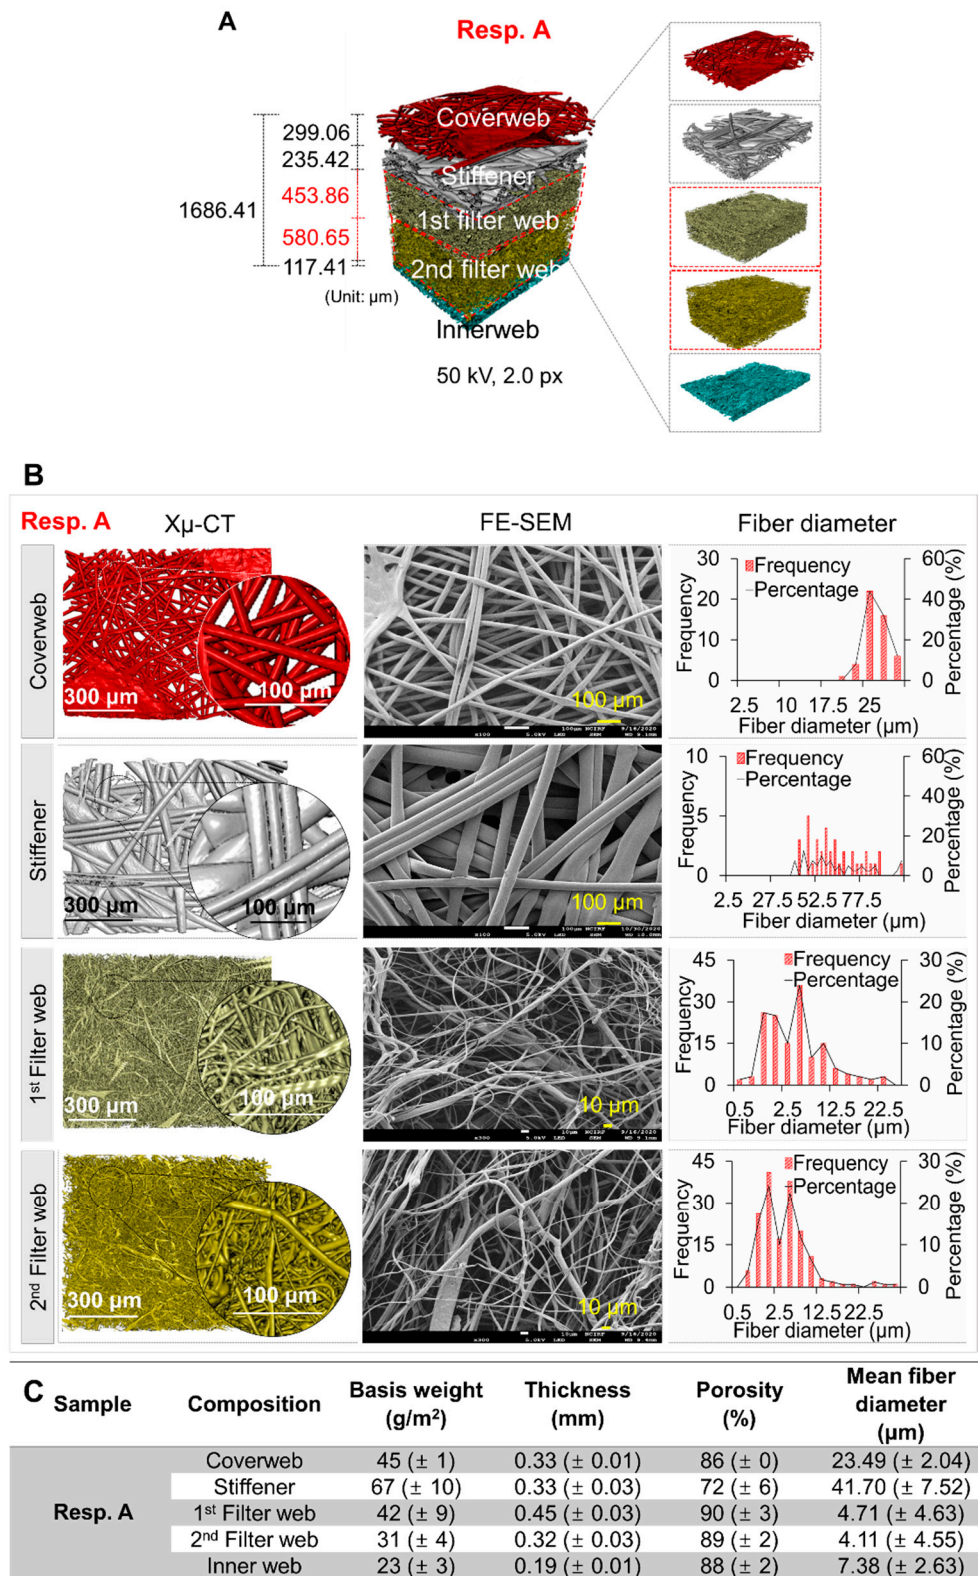 A
Resp. A
Coverweb
Stiffener
1st filter web
2nd filter web
Innerweb
299.06
235.42
453.86
580.65
117.41
1686.41
(Unit: μm)
50 kV, 2.0 px
B
Resp. A
Xμ-CT
FE-SEM
Fiber diameter
Coverweb
300 μm
100 μm
100 μm
Frequency
30
20
10
0
Frequency
Percentage
60
40
20
0
Percentage (%)
2.5 10 17.5 25
Fiber diameter (μm)
Stiffener
300 μm
100 μm
100 μm
Frequency
10
5
0
Frequency
Percentage
60
40
20
0
Percentage (%)
2.5 27.5 52.5 77.5
Fiber diameter (μm)
1st Filter web
300 μm
100 μm
10 μm
Frequency
45
30
15
0
Frequency
Percentage
30
20
10
0
Percentage (%)
0.5 2.5 12.5 22.5
Fiber diameter (μm)
2nd Filter web
300 μm
100 μm
10 μm
Frequency
45
30
15
0
Frequency
Percentage
30
20
10
0
Percentage (%)
0.5 2.5 12.5 22.5
Fiber diameter (μm)
C
Sample Composition Basis weight (g/m²) Thickness (mm) Porosity (%) Mean fiber diameter (μm)
Resp. A
Coverweb 45 (± 1) 0.33 (± 0.01) 86 (± 0) 23.49 (± 2.04)
Stiffener 67 (± 10) 0.33 (± 0.03) 72 (± 6) 41.70 (± 7.52)
1st Filter web 42 (± 9) 0.45 (± 0.03) 90 (± 3) 4.71 (± 4.63)
2nd Filter web 31 (± 4) 0.32 (± 0.03) 89 (± 2) 4.11 (± 4.55)
Inner web 23 (± 3) 0.19 (± 0.01) 88 (± 2) 7.38 (± 2.63)